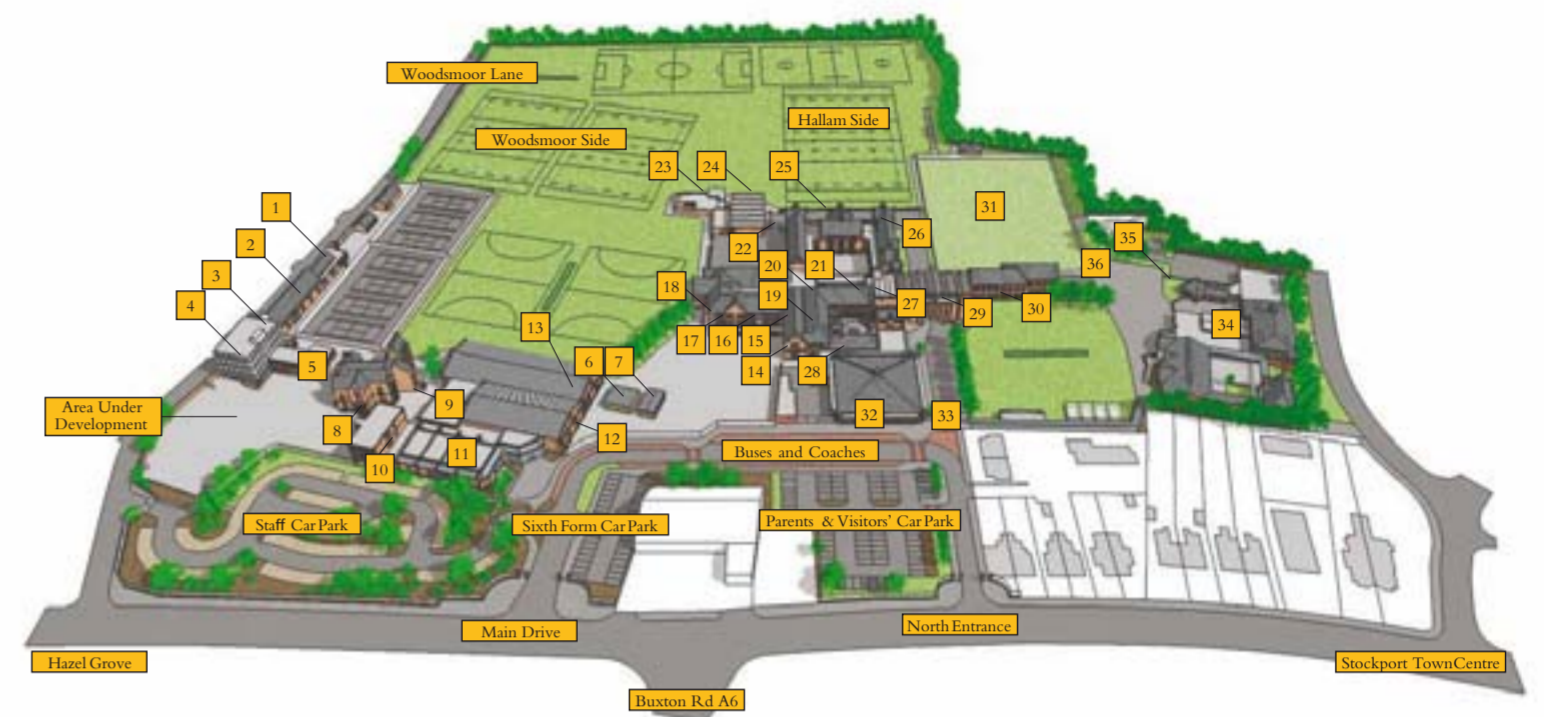 Woodsmoor Lane
Hallam Side
Woodsmoor Side
23
24
25
1
31
2
26
35
22
36
20
21
3
18
4
19
27
30
29
34
13
17
16
15
6
7
5
14
28
9
Area Under
Development
32
33
8
12
11
Buses and Coaches
10
Staff Car Park
Sixth Form Car Park
Parents & Visitors' Car Park
Main Drive
North Entrance
Hazel Grove
Stockport Town Centre
Buxton Rd A6